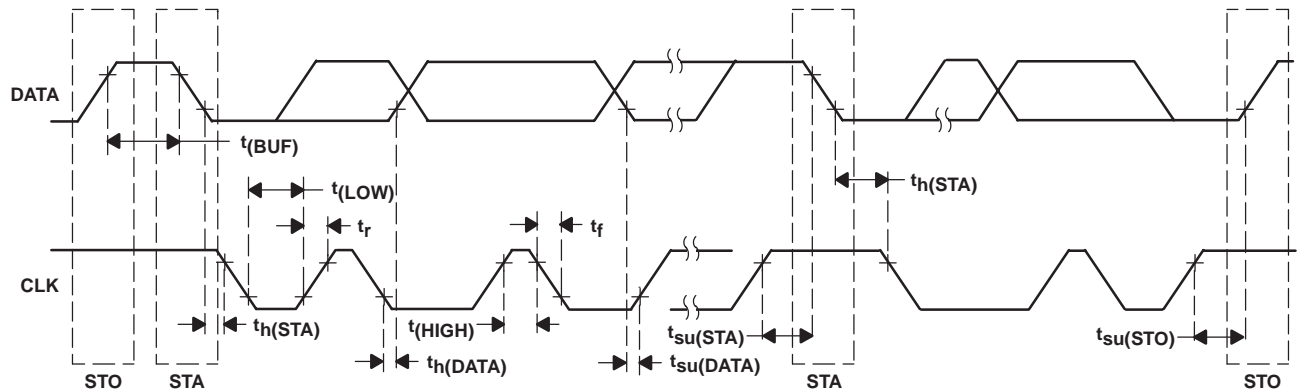 DATA
t(BUF)
t(LOW)
th(STA)
tr
tf
CLK
th(STA)
t(HIGH)
tsu(STA)
tsu(STO)
th(DATA)
tsu(DATA)
STO
STA
STA
STO